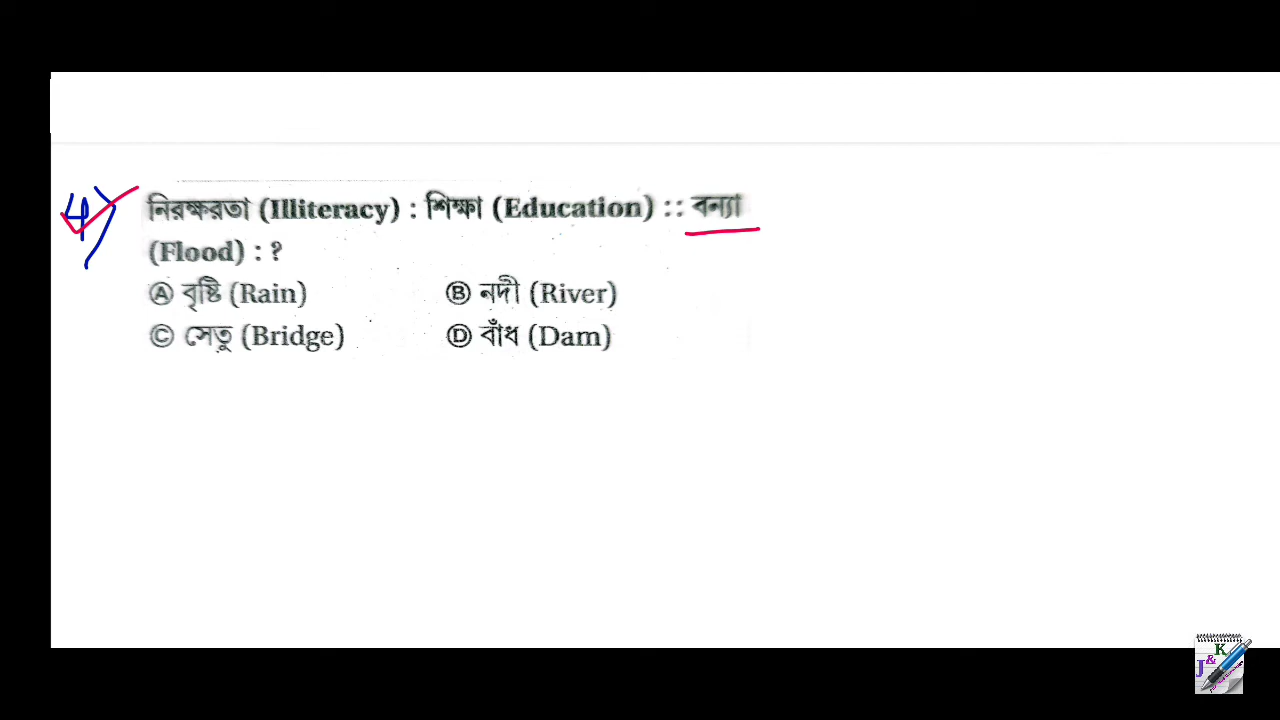 4) নিরক্ষরতা (Illiteracy) : শিক্ষা (Education) :: বন্যা
(Flood) : ?
Ⓐ বৃষ্টি (Rain) Ⓑ নদী (River)
Ⓒ সেতু (Bridge) Ⓓ বাঁধ (Dam)
J & K